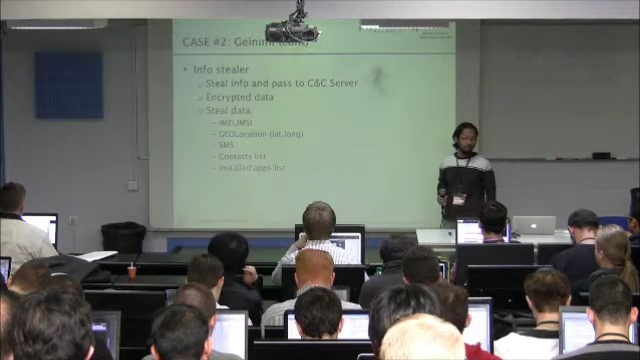 CASE #2: Geinimi (cont)
Info stealer
Steal info and pass to C&C Server
Encrypted data
Steal data:
– IMEI,IMSI
– GEOLocation (lat,long)
– SMS
– Contacts list
– Installed apps list